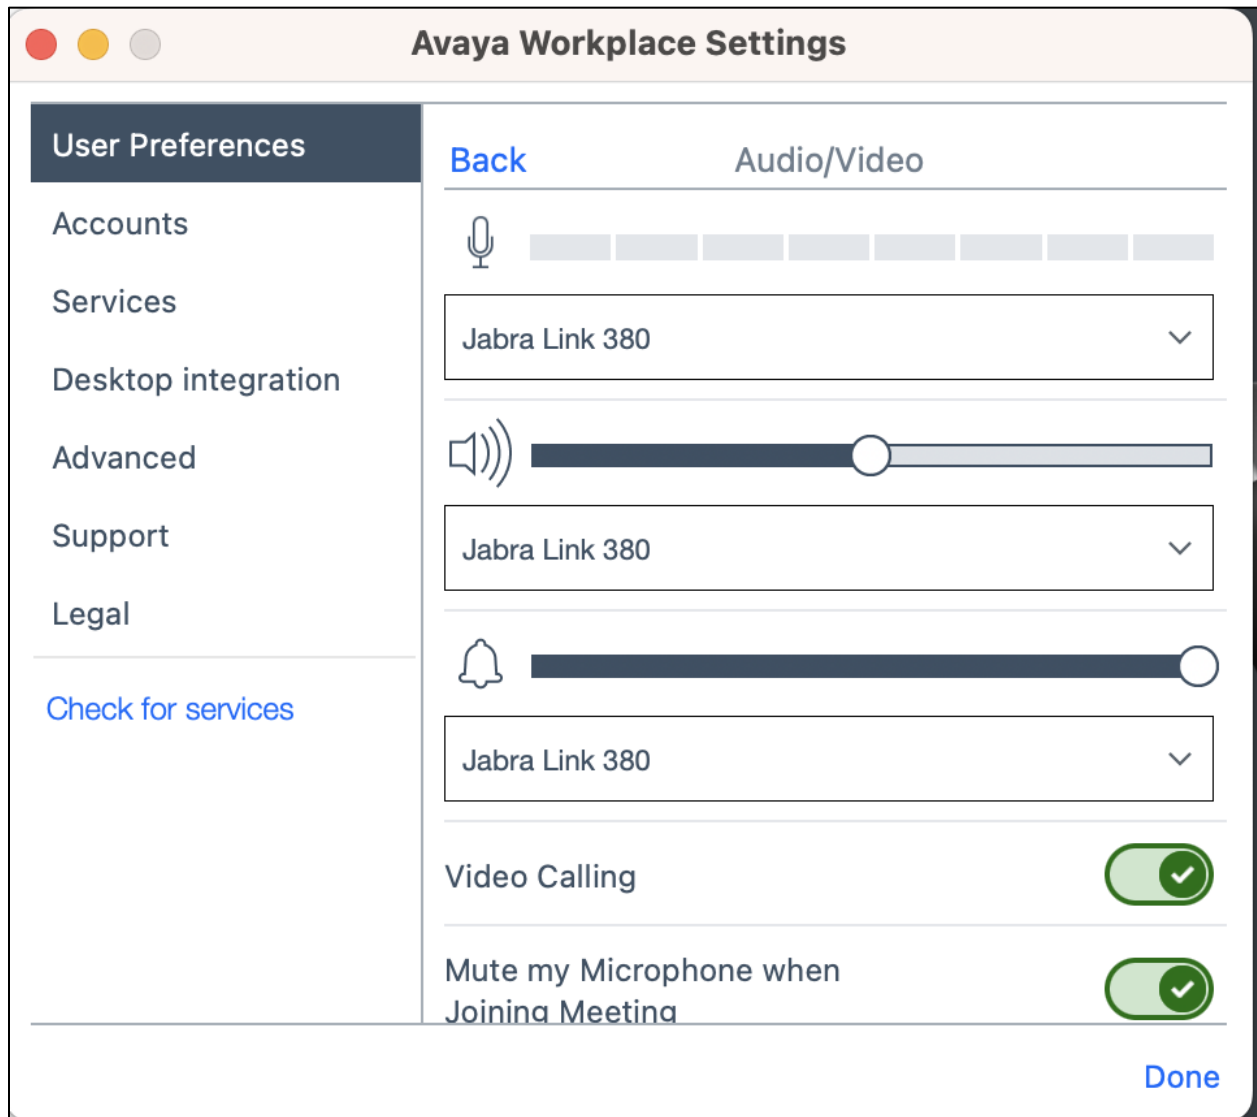 Avaya Workplace Settings
User Preferences
Accounts
Services
Desktop integration
Advanced
Support
Legal
Check for services
Back
Audio/Video
Jabra Link 380
Jabra Link 380
Jabra Link 380
Video Calling
Mute my Microphone when
Joining Meeting
Done